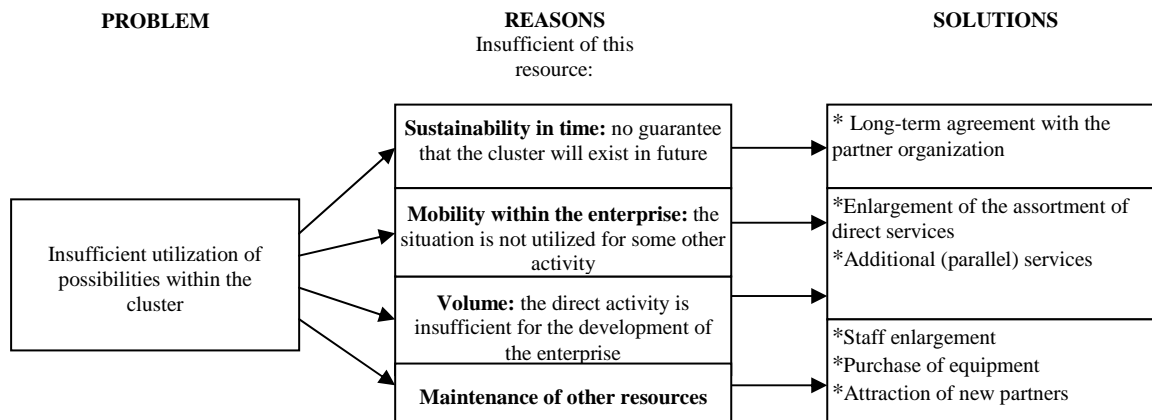 PROBLEM
REASONS
Insufficient of this
resource:
SOLUTIONS
Insufficient utilization of
possibilities within the
cluster
Sustainability in time: no guarantee
that the cluster will exist in future
Mobility within the enterprise: the
situation is not utilized for some other
activity
Volume: the direct activity is
insufficient for the development of
the enterprise
Maintenance of other resources
* Long-term agreement with the
partner organization
*Enlargement of the assortment of
direct services
*Additional (parallel) services
*Staff enlargement
*Purchase of equipment
*Attraction of new partners